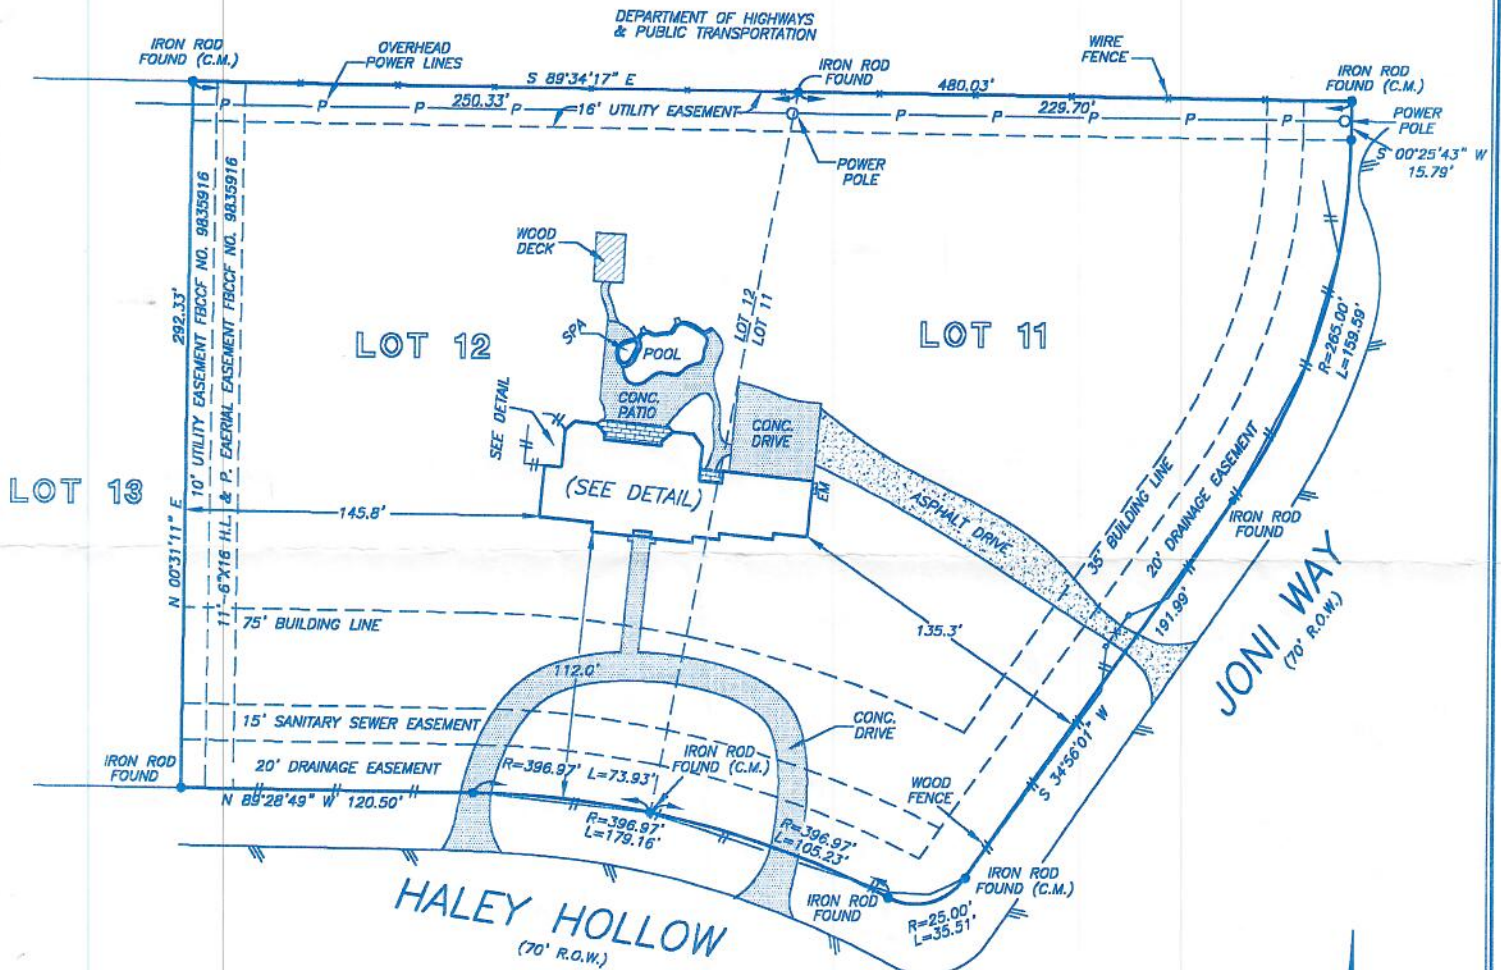 DEPARTMENT OF HIGHWAYS
& PUBLIC TRANSPORTATION
IRON ROD
FOUND (C.M.)
OVERHEAD
POWER LINES
S 89°34'17" E
IRON ROD
FOUND
480.03'
WIRE
FENCE
IRON ROD
FOUND (C.M.)
P P P 250.33' P 16' UTILITY EASEMENT P P 229.70' P P P
POWER
POLE
POWER
POLE
S 00°25'43" W
15.79'
WOOD
DECK
292.33'
10' UTILITY EASEMENT FBCCF NO. 9835916
11'-6"X16' H.L. & P. EAERIAL EASEMENT FBCCF NO. 9835916
LOT 12
LOT 11
LOT 12
SPA
POOL
LOT 11
R=265.00'
L=159.59'
SEE DETAIL
CONC.
PATIO
CONC.
DRIVE
LOT 13
(SEE DETAIL)
EM
145.8'
ASPHALT DRIVE
35' BUILDING LINE
20' DRAINAGE EASEMENT
IRON ROD
FOUND
N 00°31'11" E
JONI WAY
(70' R.O.W.)
75' BUILDING LINE
135.3'
191.99'
112.0'
15' SANITARY SEWER EASEMENT
CONC.
DRIVE
S 34°56'01" W
IRON ROD
FOUND
20' DRAINAGE EASEMENT
R=396.97' L=73.93'
IRON ROD
FOUND (C.M.)
WOOD
FENCE
N 89°28'49" W 120.50'
R=396.97'
L=179.16'
R=396.97'
L=105.23'
IRON ROD
FOUND (C.M.)
IRON ROD
FOUND
R=25.00'
L=35.51'
HALEY HOLLOW
(70' R.O.W.)